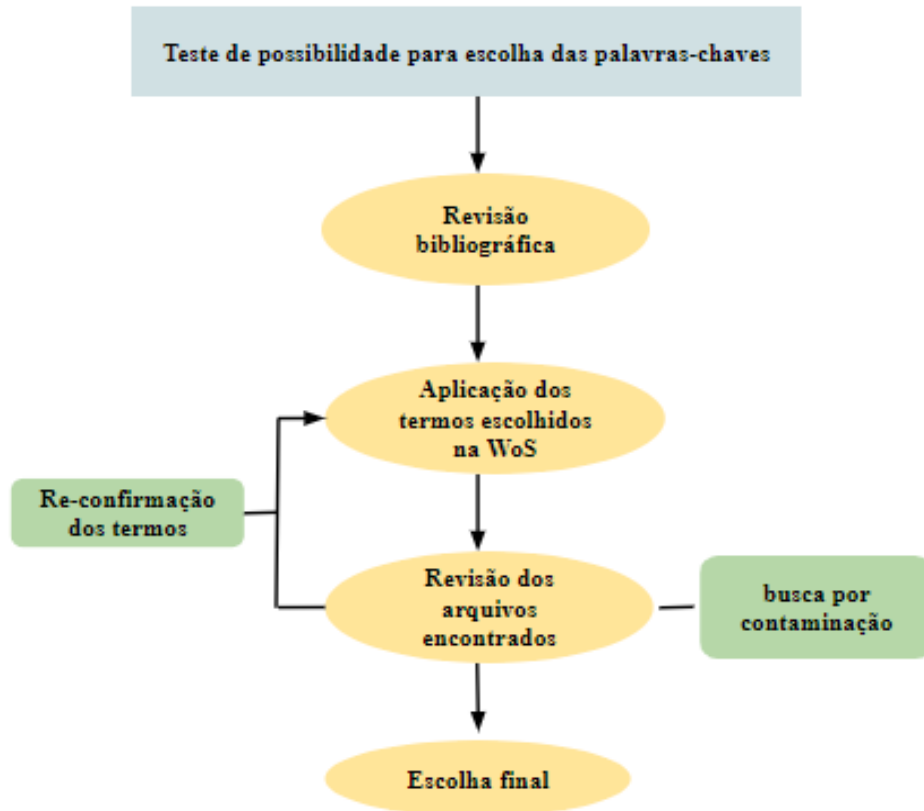 Teste de possibilidade para escolha das palavras-chaves
Revisão
bibliográfica
Aplicação dos
termos escolhidos
na WoS
Re-confirmação
dos termos
Revisão dos
arquivos
encontrados
busca por
contaminação
Escolha final